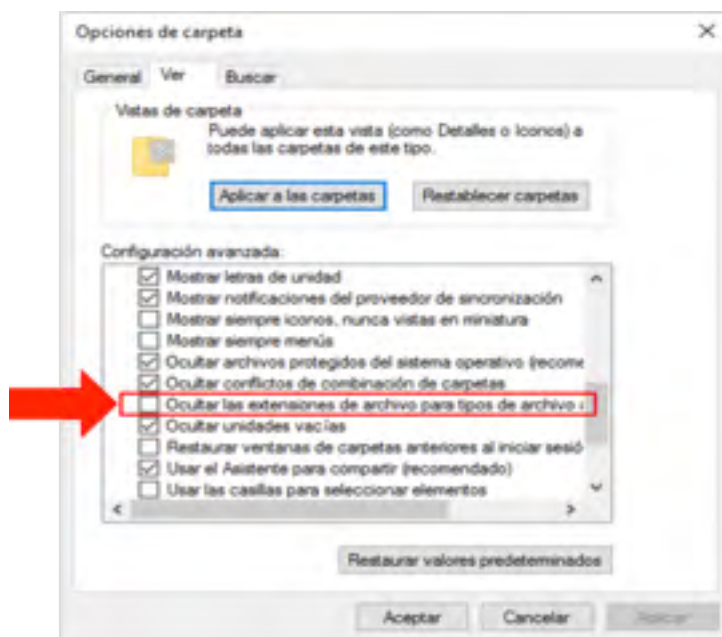 Opciones de carpeta
General Ver Buscar
Vistas de carpeta
Puede aplicar esta vista (como Detalles o Iconos) a
todas las carpetas de este tipo.
Aplicar a las carpetas Restablecer carpetas
Configuración avanzada:
Mostrar letras de unidad
Mostrar notificaciones del proveedor de sincronización
Mostrar siempre iconos, nunca vistas en miniatura
Mostrar siempre menús
Ocultar archivos protegidos del sistema operativo (recome
Ocultar conflictos de combinación de carpetas
Ocultar las extensiones de archivo para tipos de archivo
Ocultar unidades vacías
Restaurar ventanas de carpetas anteriores al iniciar sesió
Usar el Asistente para compartir (recomendado)
Usar las casillas para seleccionar elementos
Restaurar valores predeterminados
Aceptar Cancelar Aplicar